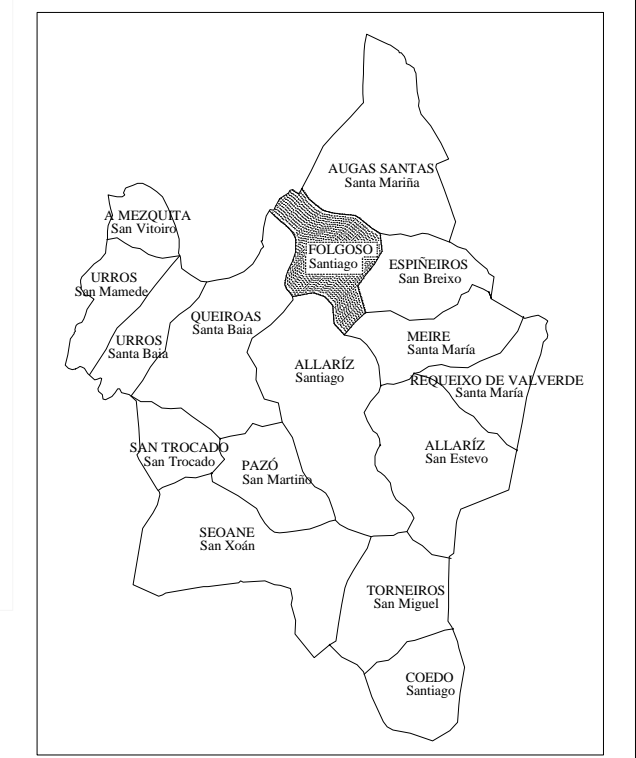 AUGAS SANTAS
Santa Mariña
A MEZQUITA
San Vitoiro
FOLGOSO
Santiago
ESPIÑEIROS
San Breixo
URROS
San Mamede
QUEIROAS
Santa Baia
URROS
Santa Baia
MEIRE
Santa María
ALLARÍZ
Santiago
REQUEIXO DE VALVERDE
Santa María
SAN TROCADO
San Trocado
ALLARÍZ
San Estevo
PAZÓ
San Martiño
SEOANE
San Xoán
TORNEIROS
San Miguel
COEDO
Santiago